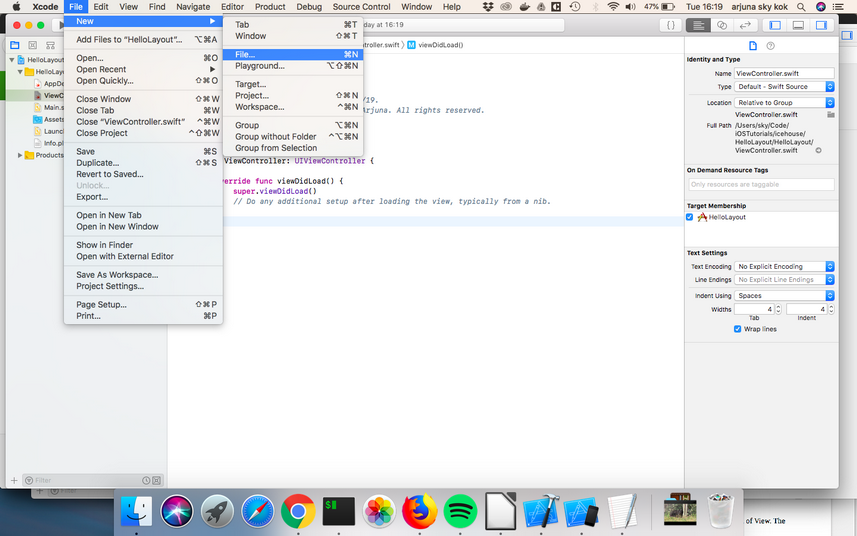 Xcode File Edit View Find Navigate Editor Product Debug Source Control Window Help 47% Tue 16:19 arjuna sky kok
New
Add Files to “HelloLayout”... ⌥⌘A
Open... ⌘O
Open Recent
Open Quickly... ⇧⌘O
Close Window ⇧⌘W
Close Tab ⌘W
Close “ViewController.swift” ^⌘W
Close Project ^⇧⌘W
Save ⌘S
Duplicate... ⇧⌘S
Revert to Saved...
Unlock...
Export...
Open in New Tab
Open in New Window
Show in Finder
Open with External Editor
Save As Workspace...
Project Settings...
Page Setup... ⇧⌘P
Print... ⌘P
Tab ⌘T
Window ⇧⌘T
File... ⌘N
Playground... ⌥⇧⌘N
Target...
Project... ⇧⌘N
Workspace... ^⌘N
Group ⌥⌘N
Group without Folder ^⌥⌘N
Group from Selection
day at 16:19
troller.swift 〉 M viewDidLoad()
HelloLayout
HelloLay
AppDe
ViewC
Main.s
Assets
Launc
Info.pl
Products
/19.
Arjuna. All rights reserved.
ViewController: UIViewController {
erride func viewDidLoad() {
super.viewDidLoad()
// Do any additional setup after loading the view, typically from a nib.
Identity and Type
Name ViewController.swift
Type Default - Swift Source
Location Relative to Group
ViewController.swift
Full Path /Users/sky/Code/
iOSTutorials/icehouse/
HelloLayout/HelloLayout/
ViewController.swift
On Demand Resource Tags
Only resources are taggable
Target Membership
HelloLayout
Text Settings
Text Encoding No Explicit Encoding
Line Endings No Explicit Line Endings
Indent Using Spaces
Widths 4 4
Tab Indent
Wrap lines
Filter
Filter
of View. The